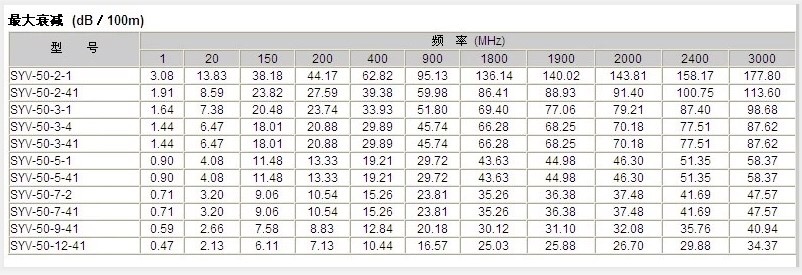 最大衰减 (dB / 100m)
型 号 频 率 (MHz)
1 20 150 200 400 900 1800 1900 2000 2400 3000
SYV-50-2-1 3.08 13.83 38.18 44.17 62.82 95.13 136.14 140.02 143.81 158.17 177.80
SYV-50-2-41 1.91 8.59 23.82 27.59 39.38 59.98 86.41 88.93 91.40 100.75 113.60
SYV-50-3-1 1.64 7.38 20.48 23.74 33.93 51.80 69.40 77.06 79.21 87.40 98.68
SYV-50-3-4 1.44 6.47 18.01 20.88 29.89 45.74 66.28 68.25 70.18 77.51 87.62
SYV-50-3-41 1.44 6.47 18.01 20.88 29.89 45.74 66.28 68.25 70.18 77.51 87.62
SYV-50-5-1 0.90 4.08 11.48 13.33 19.21 29.72 43.63 44.98 46.30 51.35 58.37
SYV-50-5-41 0.90 4.08 11.48 13.33 19.21 29.72 43.63 44.98 46.30 51.35 58.37
SYV-50-7-2 0.71 3.20 9.06 10.54 15.26 23.81 35.26 36.38 37.48 41.69 47.57
SYV-50-7-41 0.71 3.20 9.06 10.54 15.26 23.81 35.26 36.38 37.48 41.69 47.57
SYV-50-9-41 0.59 2.66 7.58 8.83 12.84 20.18 30.12 31.10 32.08 35.76 40.94
SYV-50-12-41 0.47 2.13 6.11 7.13 10.44 16.57 25.03 25.88 26.70 29.88 34.37